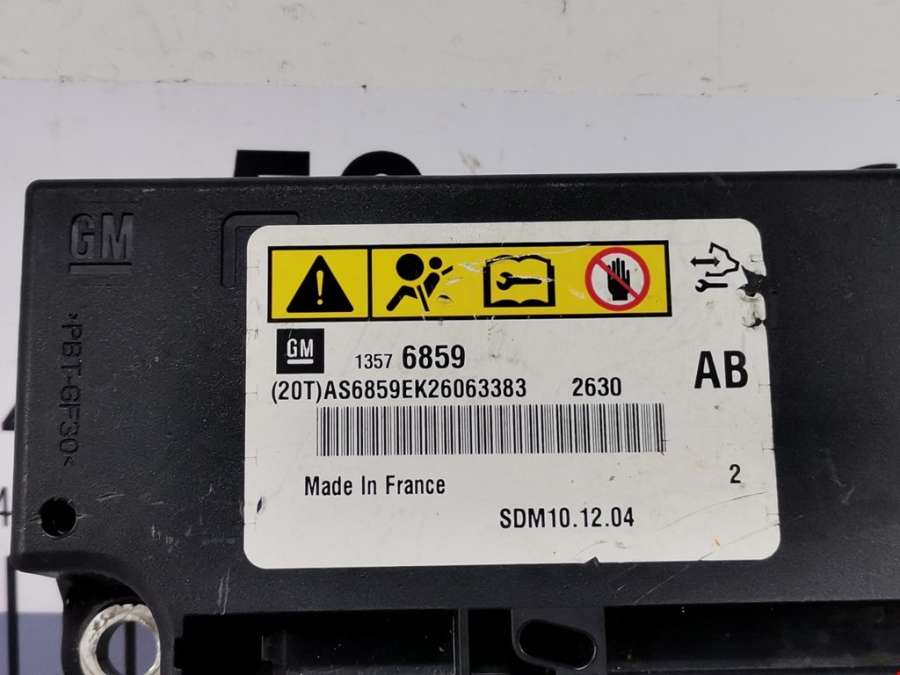 GM
>PBT-GF30<
GM 1357 6859
AB
(20T)AS6859EK26063383 2630
Made In France
2
SDM10.12.04